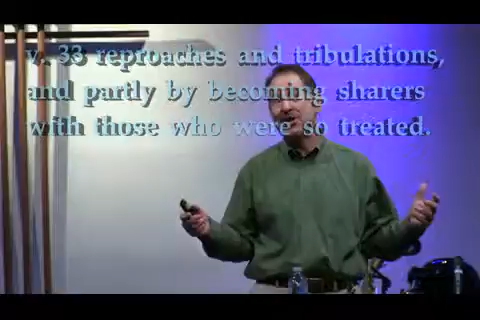 v. 33 reproaches and tribulations,
and partly by becoming sharers
with those who were so treated.